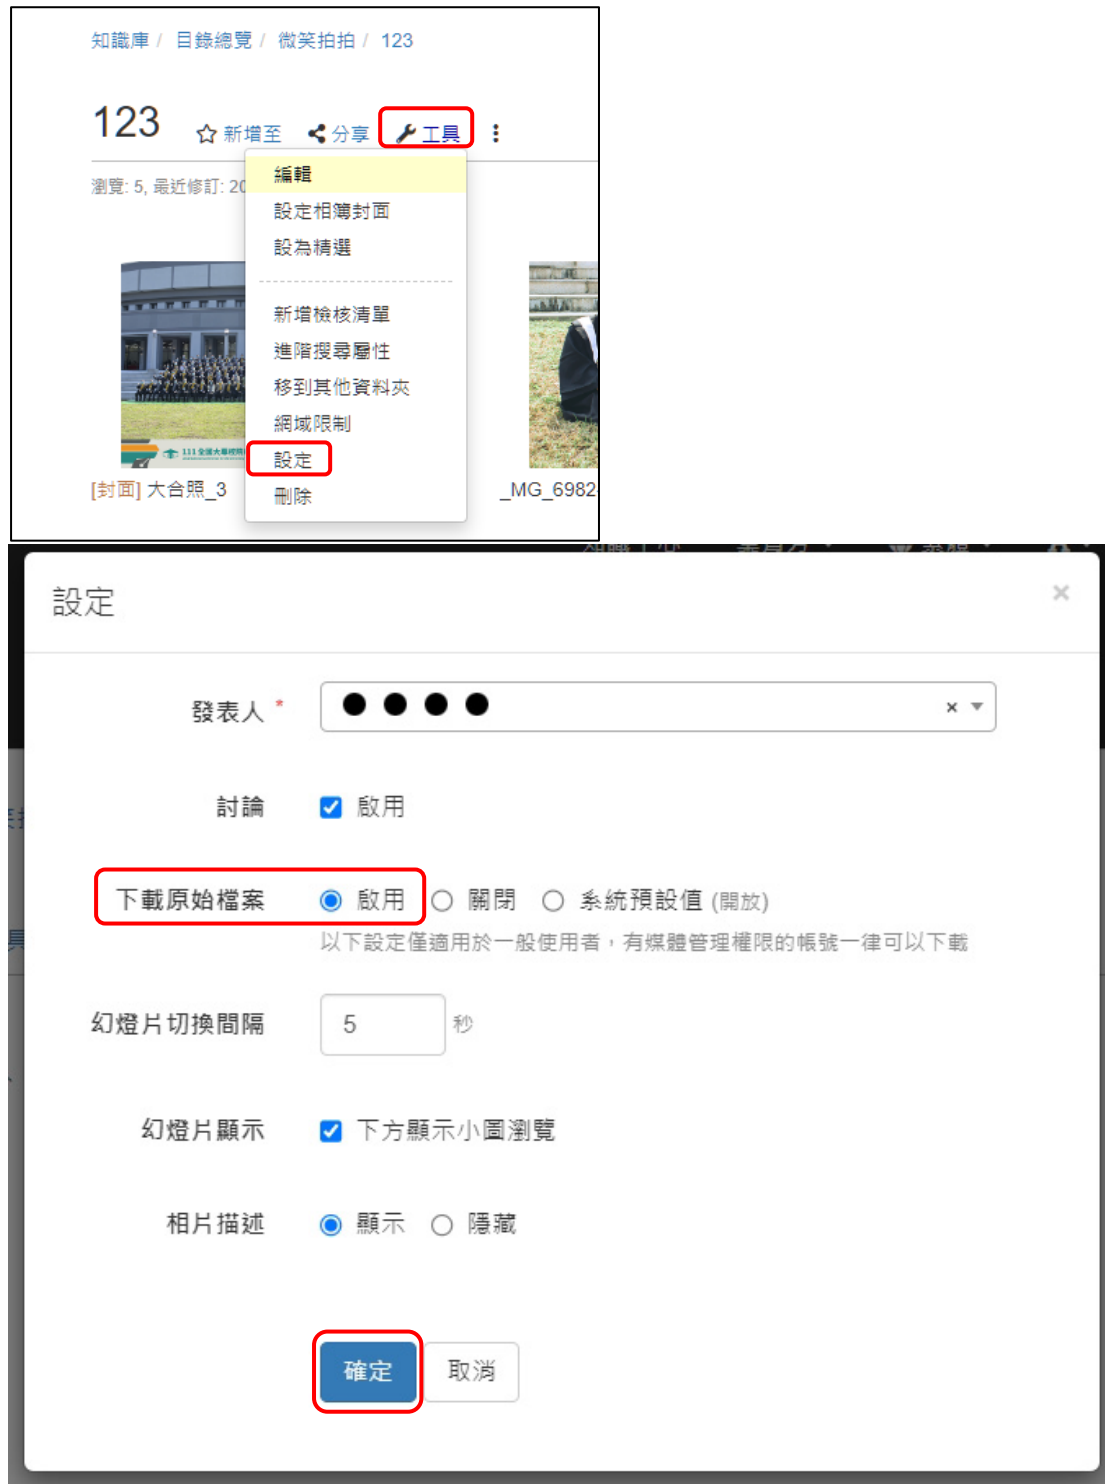 知識庫 / 目錄總覽 / 微笑拍拍 / 123
123 新增至 分享 工具
瀏覽: 5, 最近修訂: 20
編輯
設定相簿封面
設為精選
新增檢核清單
進階搜尋屬性
移到其他資料夾
網域限制
設定
刪除
111 全國大專校院
[封面] 大合照_3
_MG_6982
設定
發表人 *
討論 啟用
下載原始檔案 啟用 關閉 系統預設值 (開放)
以下設定僅適用於一般使用者，有媒體管理權限的帳號一律可以下載
幻燈片切換間隔 5 秒
幻燈片顯示 下方顯示小圖瀏覽
相片描述 顯示 隱藏
確定 取消